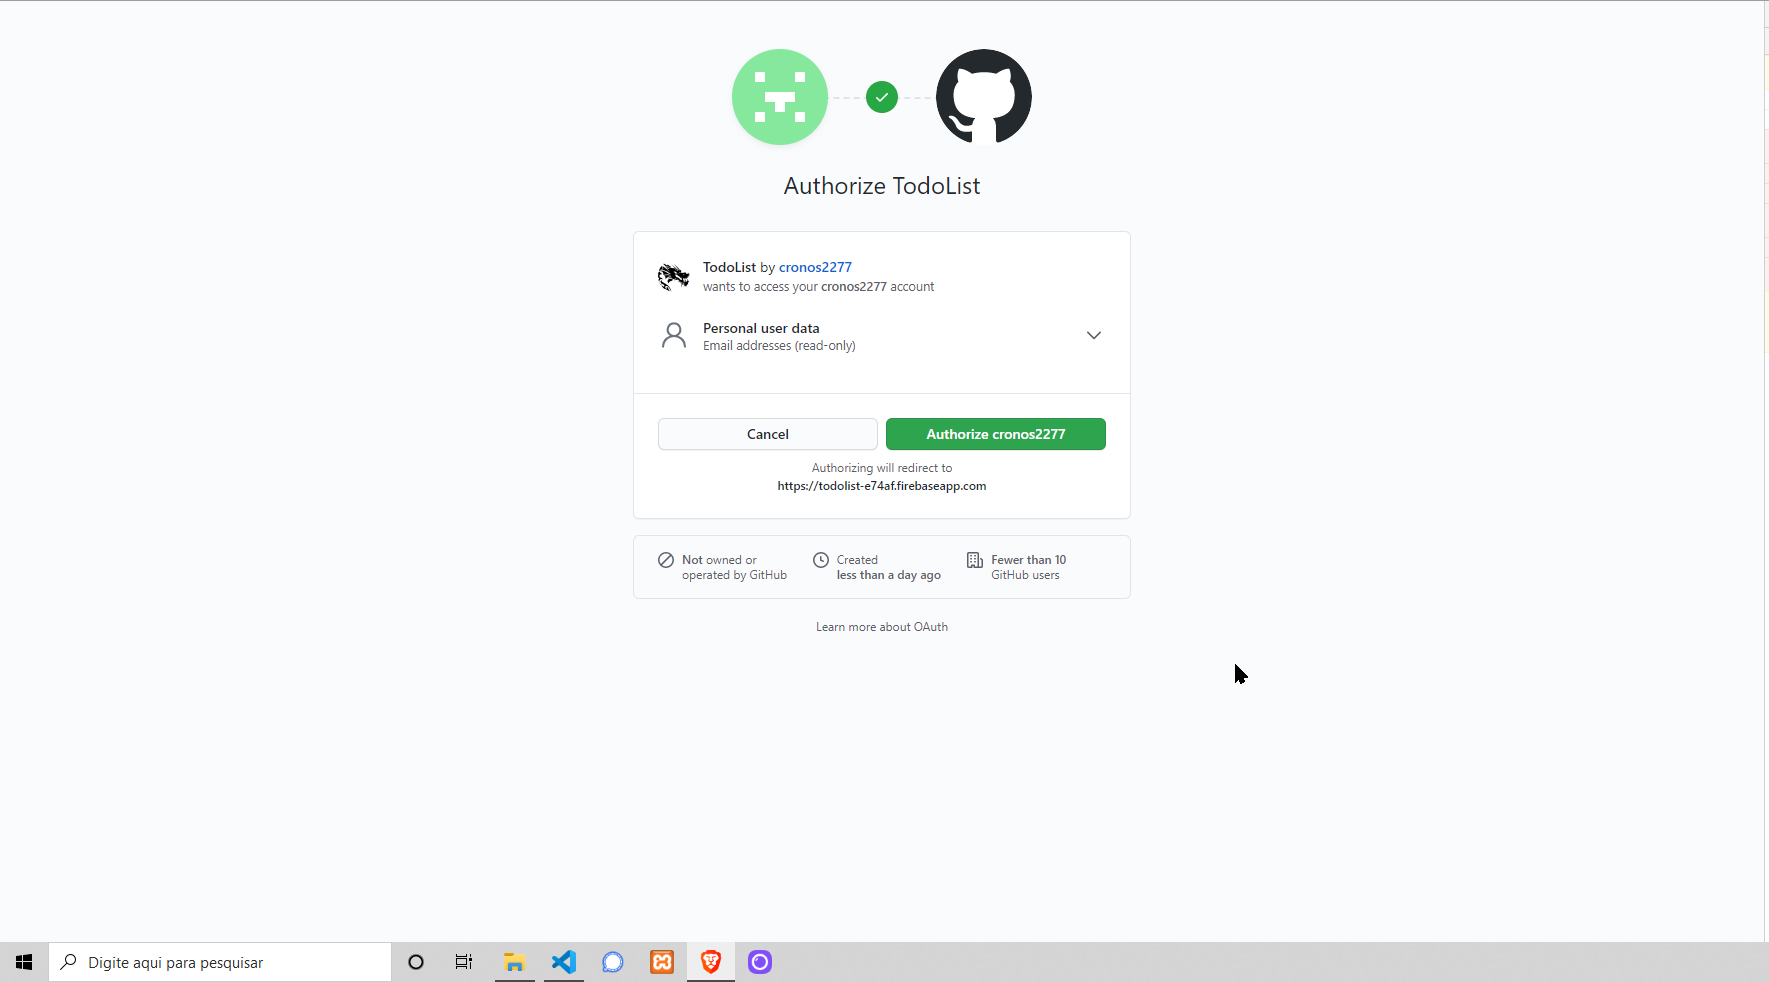 Authorize TodoList
TodoList by cronos2277
wants to access your cronos2277 account
Personal user data
Email addresses (read-only)
Cancel
Authorize cronos2277
Authorizing will redirect to
https://todolist-e74af.firebaseapp.com
Not owned or
operated by GitHub
Created
less than a day ago
Fewer than 10
GitHub users
Learn more about OAuth
Digite aqui para pesquisar